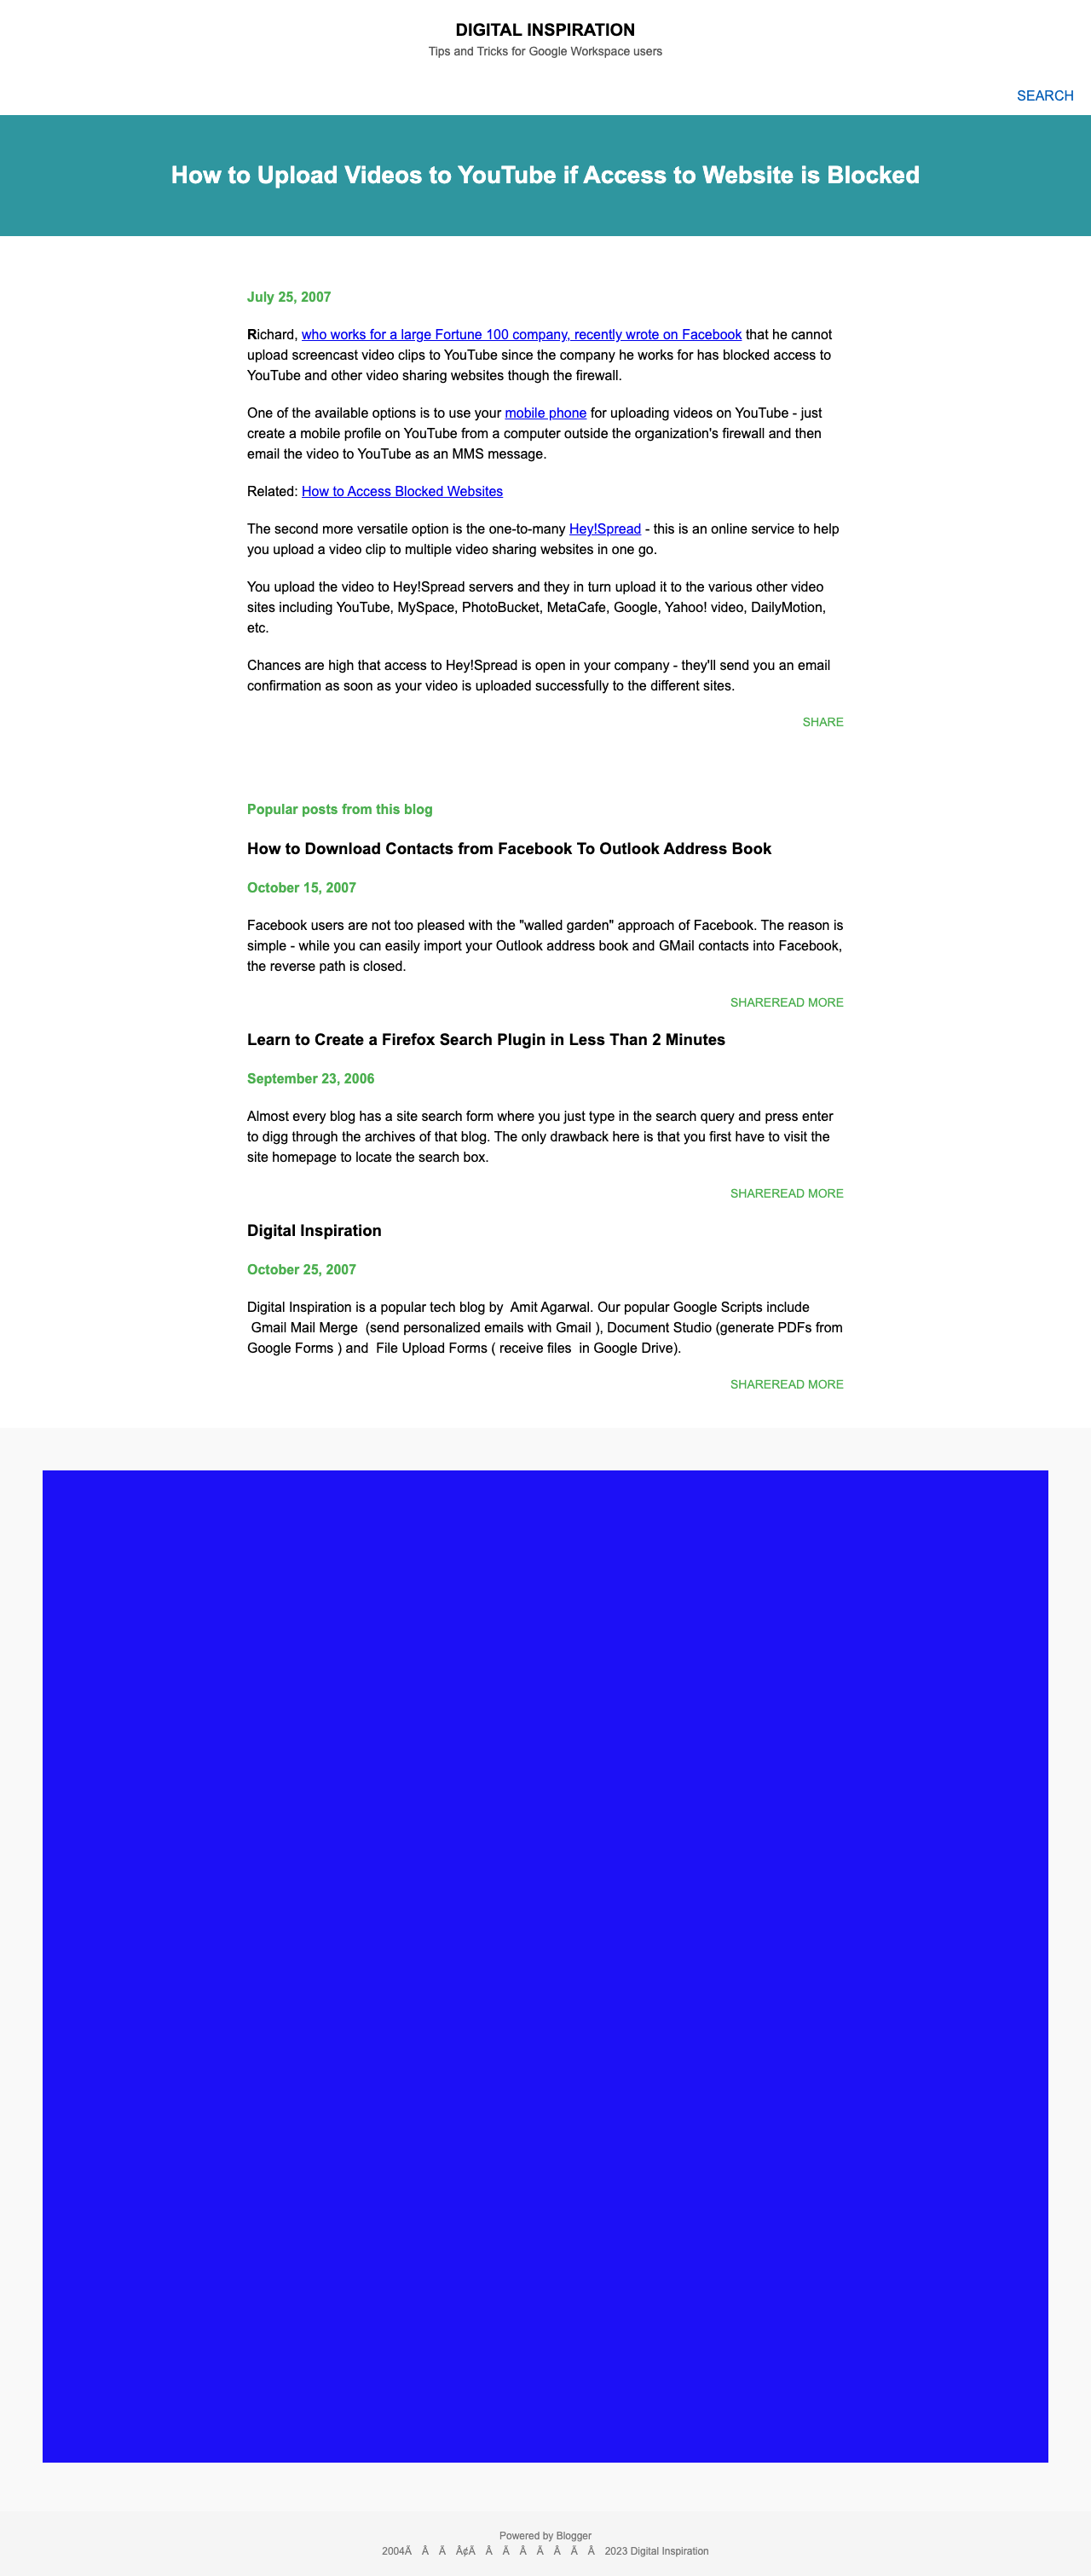 DIGITAL INSPIRATION
Tips and Tricks for Google Workspace users
SEARCH
How to Upload Videos to YouTube if Access to Website is Blocked
July 25, 2007
Richard, who works for a large Fortune 100 company, recently wrote on Facebook that he cannot
upload screencast video clips to YouTube since the company he works for has blocked access to
YouTube and other video sharing websites though the firewall.
One of the available options is to use your mobile phone for uploading videos on YouTube - just
create a mobile profile on YouTube from a computer outside the organization's firewall and then
email the video to YouTube as an MMS message.
Related: How to Access Blocked Websites
The second more versatile option is the one-to-many Hey!Spread - this is an online service to help
you upload a video clip to multiple video sharing websites in one go.
You upload the video to Hey!Spread servers and they in turn upload it to the various other video
sites including YouTube, MySpace, PhotoBucket, MetaCafe, Google, Yahoo! video, DailyMotion,
etc.
Chances are high that access to Hey!Spread is open in your company - they'll send you an email
confirmation as soon as your video is uploaded successfully to the different sites.
SHARE
Popular posts from this blog
How to Download Contacts from Facebook To Outlook Address Book
October 15, 2007
Facebook users are not too pleased with the "walled garden" approach of Facebook. The reason is
simple - while you can easily import your Outlook address book and GMail contacts into Facebook,
the reverse path is closed.
SHAREREAD MORE
Learn to Create a Firefox Search Plugin in Less Than 2 Minutes
September 23, 2006
Almost every blog has a site search form where you just type in the search query and press enter
to digg through the archives of that blog. The only drawback here is that you first have to visit the
site homepage to locate the search box.
SHAREREAD MORE
Digital Inspiration
October 25, 2007
Digital Inspiration is a popular tech blog by  Amit Agarwal. Our popular Google Scripts include
Gmail Mail Merge  (send personalized emails with Gmail ), Document Studio (generate PDFs from
Google Forms ) and  File Upload Forms ( receive files  in Google Drive).
SHAREREAD MORE
Powered by Blogger
2004Ã Â Ã Â¢Ã Â Ã Â Ã Â Ã Â 2023 Digital Inspiration